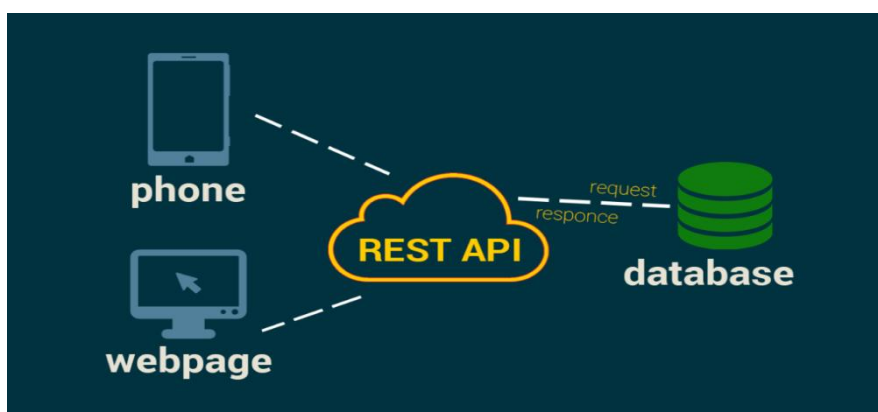 phone
webpage
REST API
request
responce
database